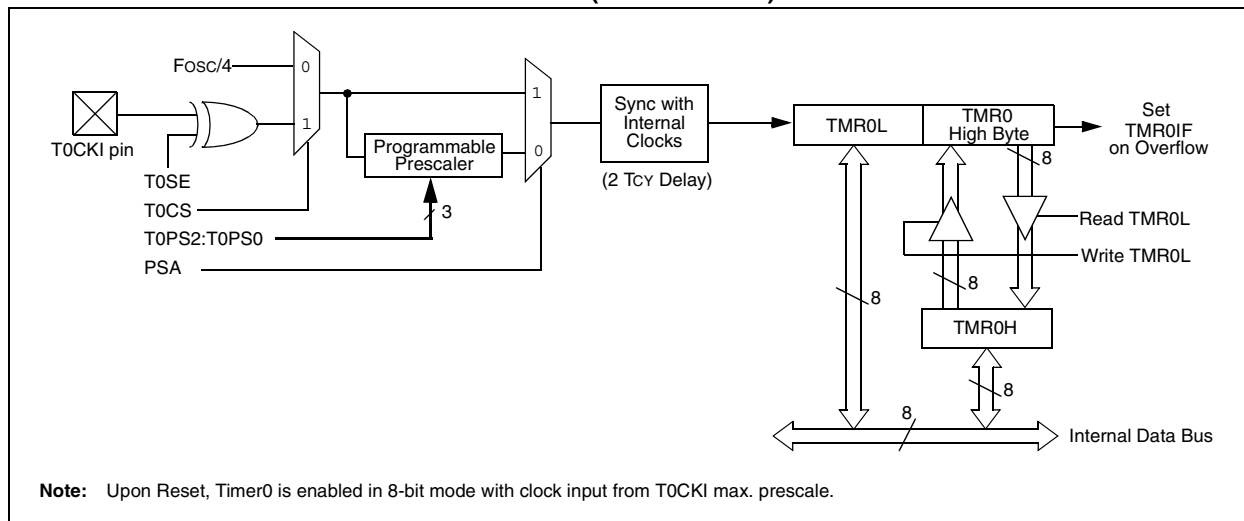 Fosc/4
0
1
T0CKI pin
T0SE
T0CS
T0PS2:T0PS0
PSA
Programmable
Prescaler
3
1
0
Sync with
Internal
Clocks
(2 TCY Delay)
TMR0L
TMR0
High Byte
Set
TMR0IF
on Overflow
8
Read TMR0L
Write TMR0L
8
8
TMR0H
8
8
Internal Data Bus
Note: Upon Reset, Timer0 is enabled in 8-bit mode with clock input from T0CKI max. prescale.